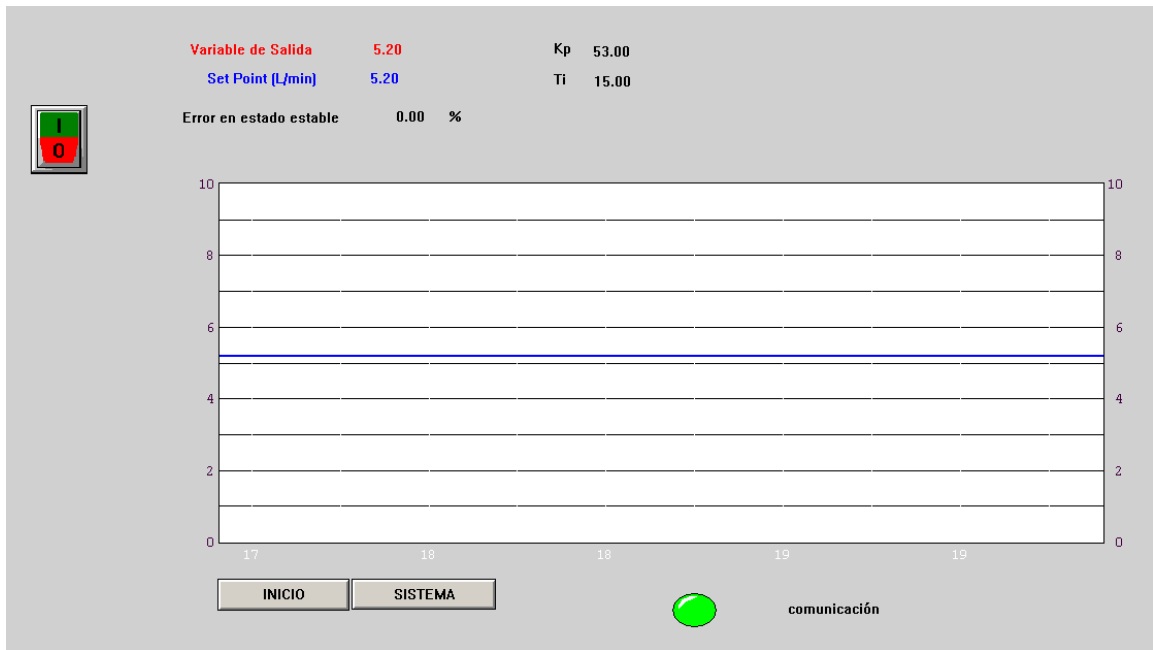 Variable de Salida 5.20 Kp 53.00
Set Point (L/min) 5.20 Ti 15.00
Error en estado estable 0.00 %
I
0
10 10
8 8
6 6
4 4
2 2
0 0
17 18 18 19 19
INICIO SISTEMA
comunicación